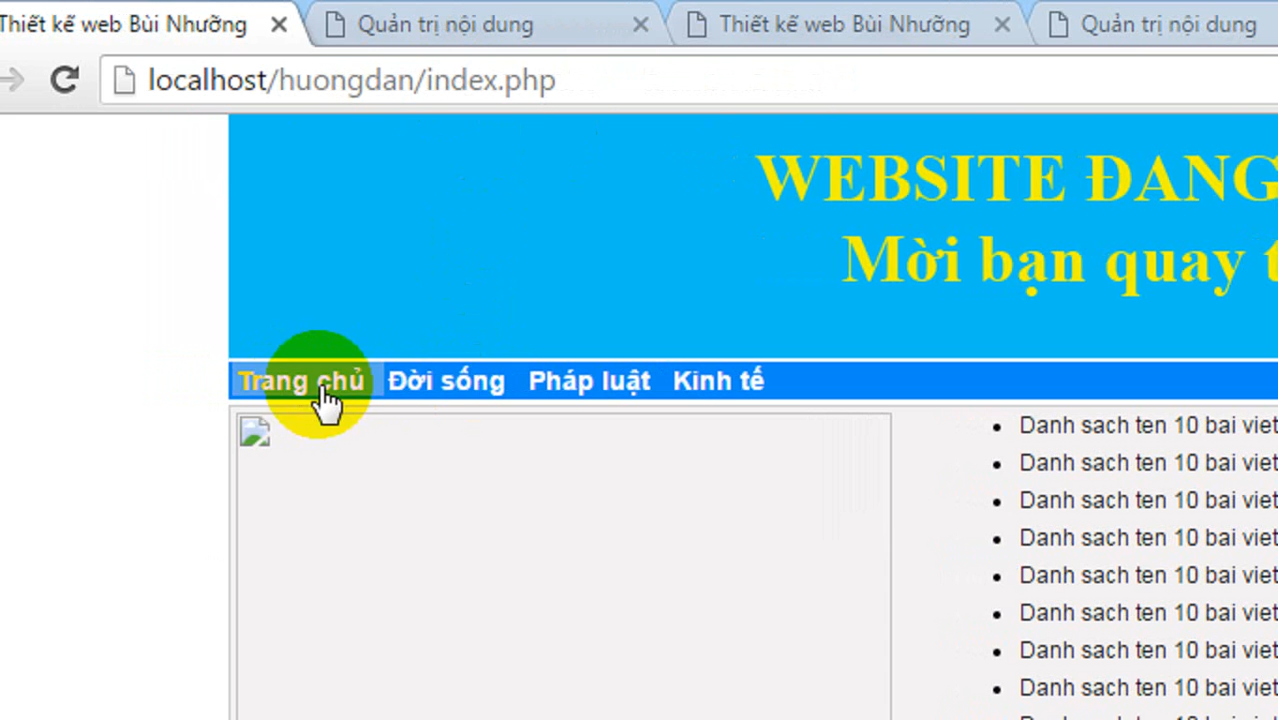 Thiết kế web Bùi Nhưỡng
Quản trị nội dung
Thiết kế web Bùi Nhưỡng
Quản trị nội dung
localhost/huongdan/index.php
WEBSITE ĐANG
Mời bạn quay
Trang chủ Đời sống Pháp luật Kinh tế
Danh sach ten 10 bai viet
Danh sach ten 10 bai viet
Danh sach ten 10 bai viet
Danh sach ten 10 bai viet
Danh sach ten 10 bai viet
Danh sach ten 10 bai viet
Danh sach ten 10 bai viet
Danh sach ten 10 bai viet